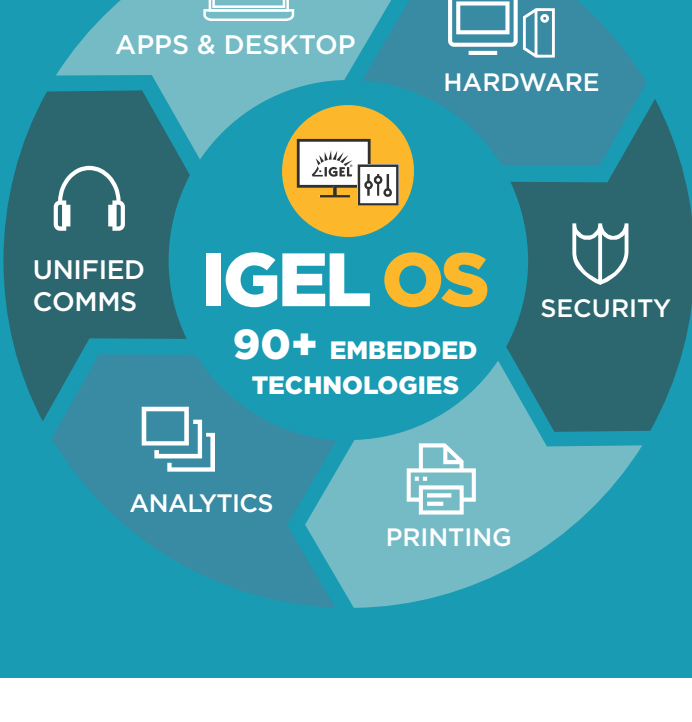 APPS & DESKTOP
HARDWARE
IGEL
UNIFIED
COMMS
IGEL OS
SECURITY
90+ EMBEDDED
TECHNOLOGIES
ANALYTICS
PRINTING